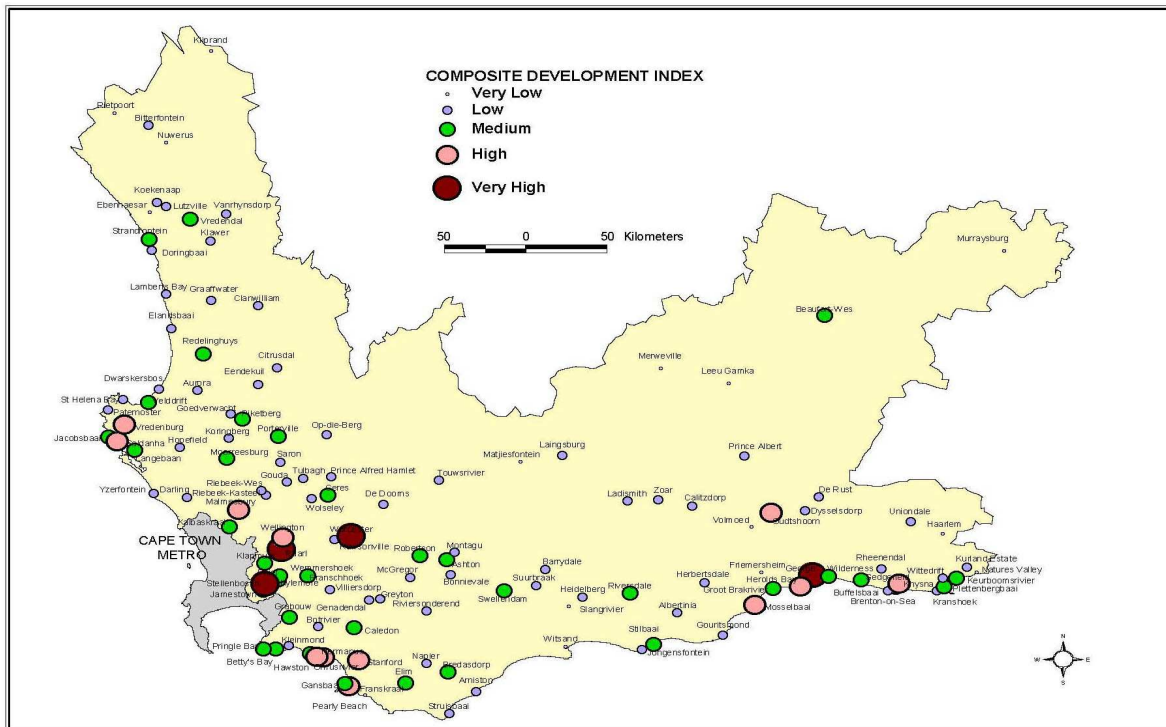 Kliprand
COMPOSITE DEVELOPMENT INDEX
Very Low
Low
Medium
High
Very High
50 0 50 Kilometers
Rietpoort
Bitterfontein
Nuwerus
Koekenaap
Ebenhaesar
Lutzville
Vanrhynsdorp
Vredendal
Strandfontein
Klawer
Doringbaai
Murraysburg
Lamberts Bay
Graafwater
Clanwilliam
Elandsbaai
Beaufort-Wes
Redelinghuys
Citrusdal
Eendekuil
Merweville
Leeu Gamka
Dwarskersbos
Aurora
St Helena Bay
Velddrift
Paternoster
Goedverwacht
Piketberg
Vredenburg
Koringberg
Porterville
Op-die-Berg
Jacobsbaai
Saldanha
Hopefield
Langebaan
Moorreesburg
Saron
Laingsburg
Matjiesfontein
Prince Albert
Gouda
Tulbagh
Prince Alfred Hamlet
Touwsrivier
Riebeek-Wes
Yzerfontein
Darling
Riebeek-Kasteel
Ceres
De Doorns
Malmesbury
Wolseley
Ladismith
Zoar
Calitzdorp
De Rust
Dysselsdorp
Oudtshoorn
Volmoed
Uniondale
Haarlem
Kalbaskraal
CAPE TOWN
METRO
Wellington
Robertson
Montagu
Ashton
Wemmershoek
Franschhoek
McGregor
Bonnievale
Barrydale
Suurbraak
Heidelberg
Herbertsdale
Friemersheim
Rheenendal
Wittedrift
Kurland Estate
Natures Valley
Keurboomsrivier
Plettenbergbaai
Wilderness
Herolds Bay
Groot Brakrivier
Buffelsbaai
Knysna
Brenton-on-Sea
Kranshoek
Mosselbaai
Stellenbosch
Jamestown
Villiersdorp
Genadendal
Greyton
Riviersonderend
Swellendam
Slangrivier
Riversdale
Albertinia
Gouritsmond
Grabouw
Botrivier
Caledon
Kleinmond
Pringle Bay
Betty's Bay
Hawston
Hermanus
Onrusrivier
Stanford
Napier
Bredasdorp
Witsand
Stilbaai
Jongensfontein
Gansbaai
Franskraal
Elim
Arniston
Pearly Beach
Struisbaai
N
W E
S